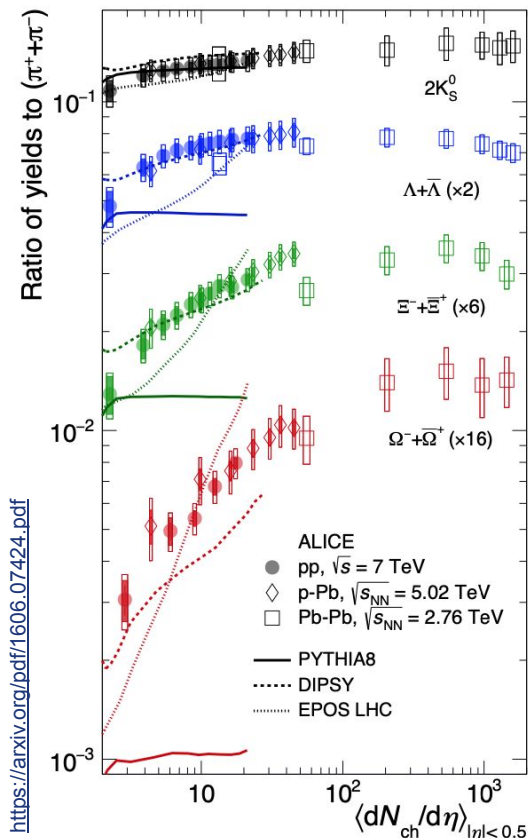 Ratio of yields to (π⁺+π⁻)
10⁻¹
10⁻²
10⁻³
2K⁰_S
Λ+Λ̅ (×2)
Ξ⁻+Ξ̅⁺ (×6)
Ω⁻+Ω̅⁺ (×16)
ALICE
pp, √s = 7 TeV
p-Pb, √s_NN = 5.02 TeV
Pb-Pb, √s_NN = 2.76 TeV
PYTHIA8
DIPSY
EPOS LHC
10
10²
10³
⟨dN_ch/dη⟩_|η|< 0.5
https://arxiv.org/pdf/1606.07424.pdf